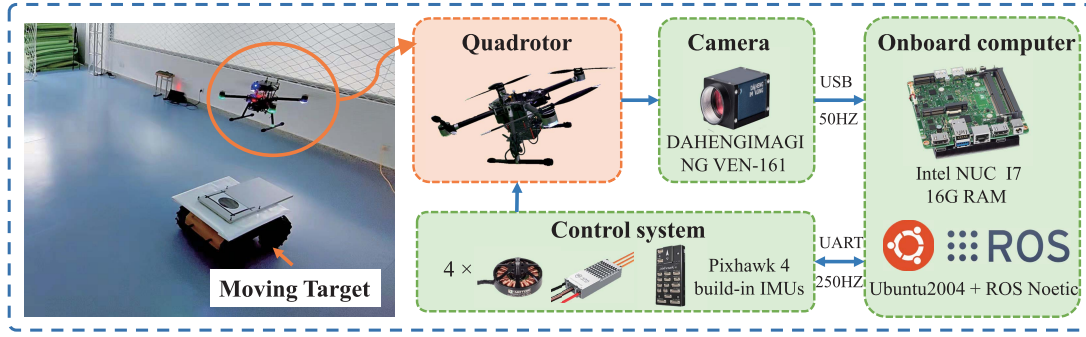 Quadrotor
Camera
Onboard computer
DAHENGIMAGI
NG VEN-161
USB
50HZ
Intel NUC I7
16G RAM
Moving Target
Control system
4 ×
Pixhawk 4
build-in IMUs
UART
250HZ
ROS
Ubuntu2004 + ROS Noetic